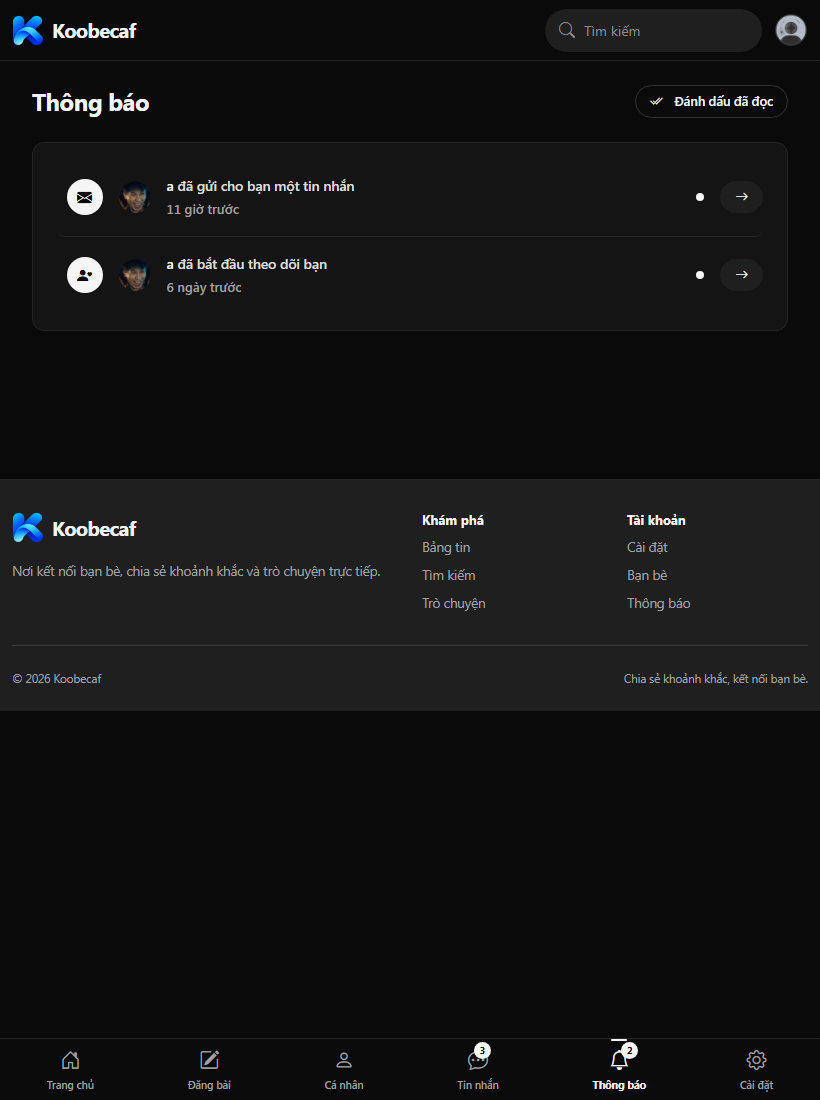 Koobecaf
Tìm kiếm
Thông báo
Đánh dấu đã đọc
a đã gửi cho bạn một tin nhắn
11 giờ trước
a đã bắt đầu theo dõi bạn
6 ngày trước
Koobecaf
Nơi kết nối bạn bè, chia sẻ khoảnh khắc và trò chuyện trực tiếp.
Khám phá
Bảng tin
Tìm kiếm
Trò chuyện
Tài khoản
Cài đặt
Bạn bè
Thông báo
© 2026 Koobecaf
Chia sẻ khoảnh khắc, kết nối bạn bè.
Trang chủ
Đăng bài
Cá nhân
3
Tin nhắn
2
Thông báo
Cài đặt